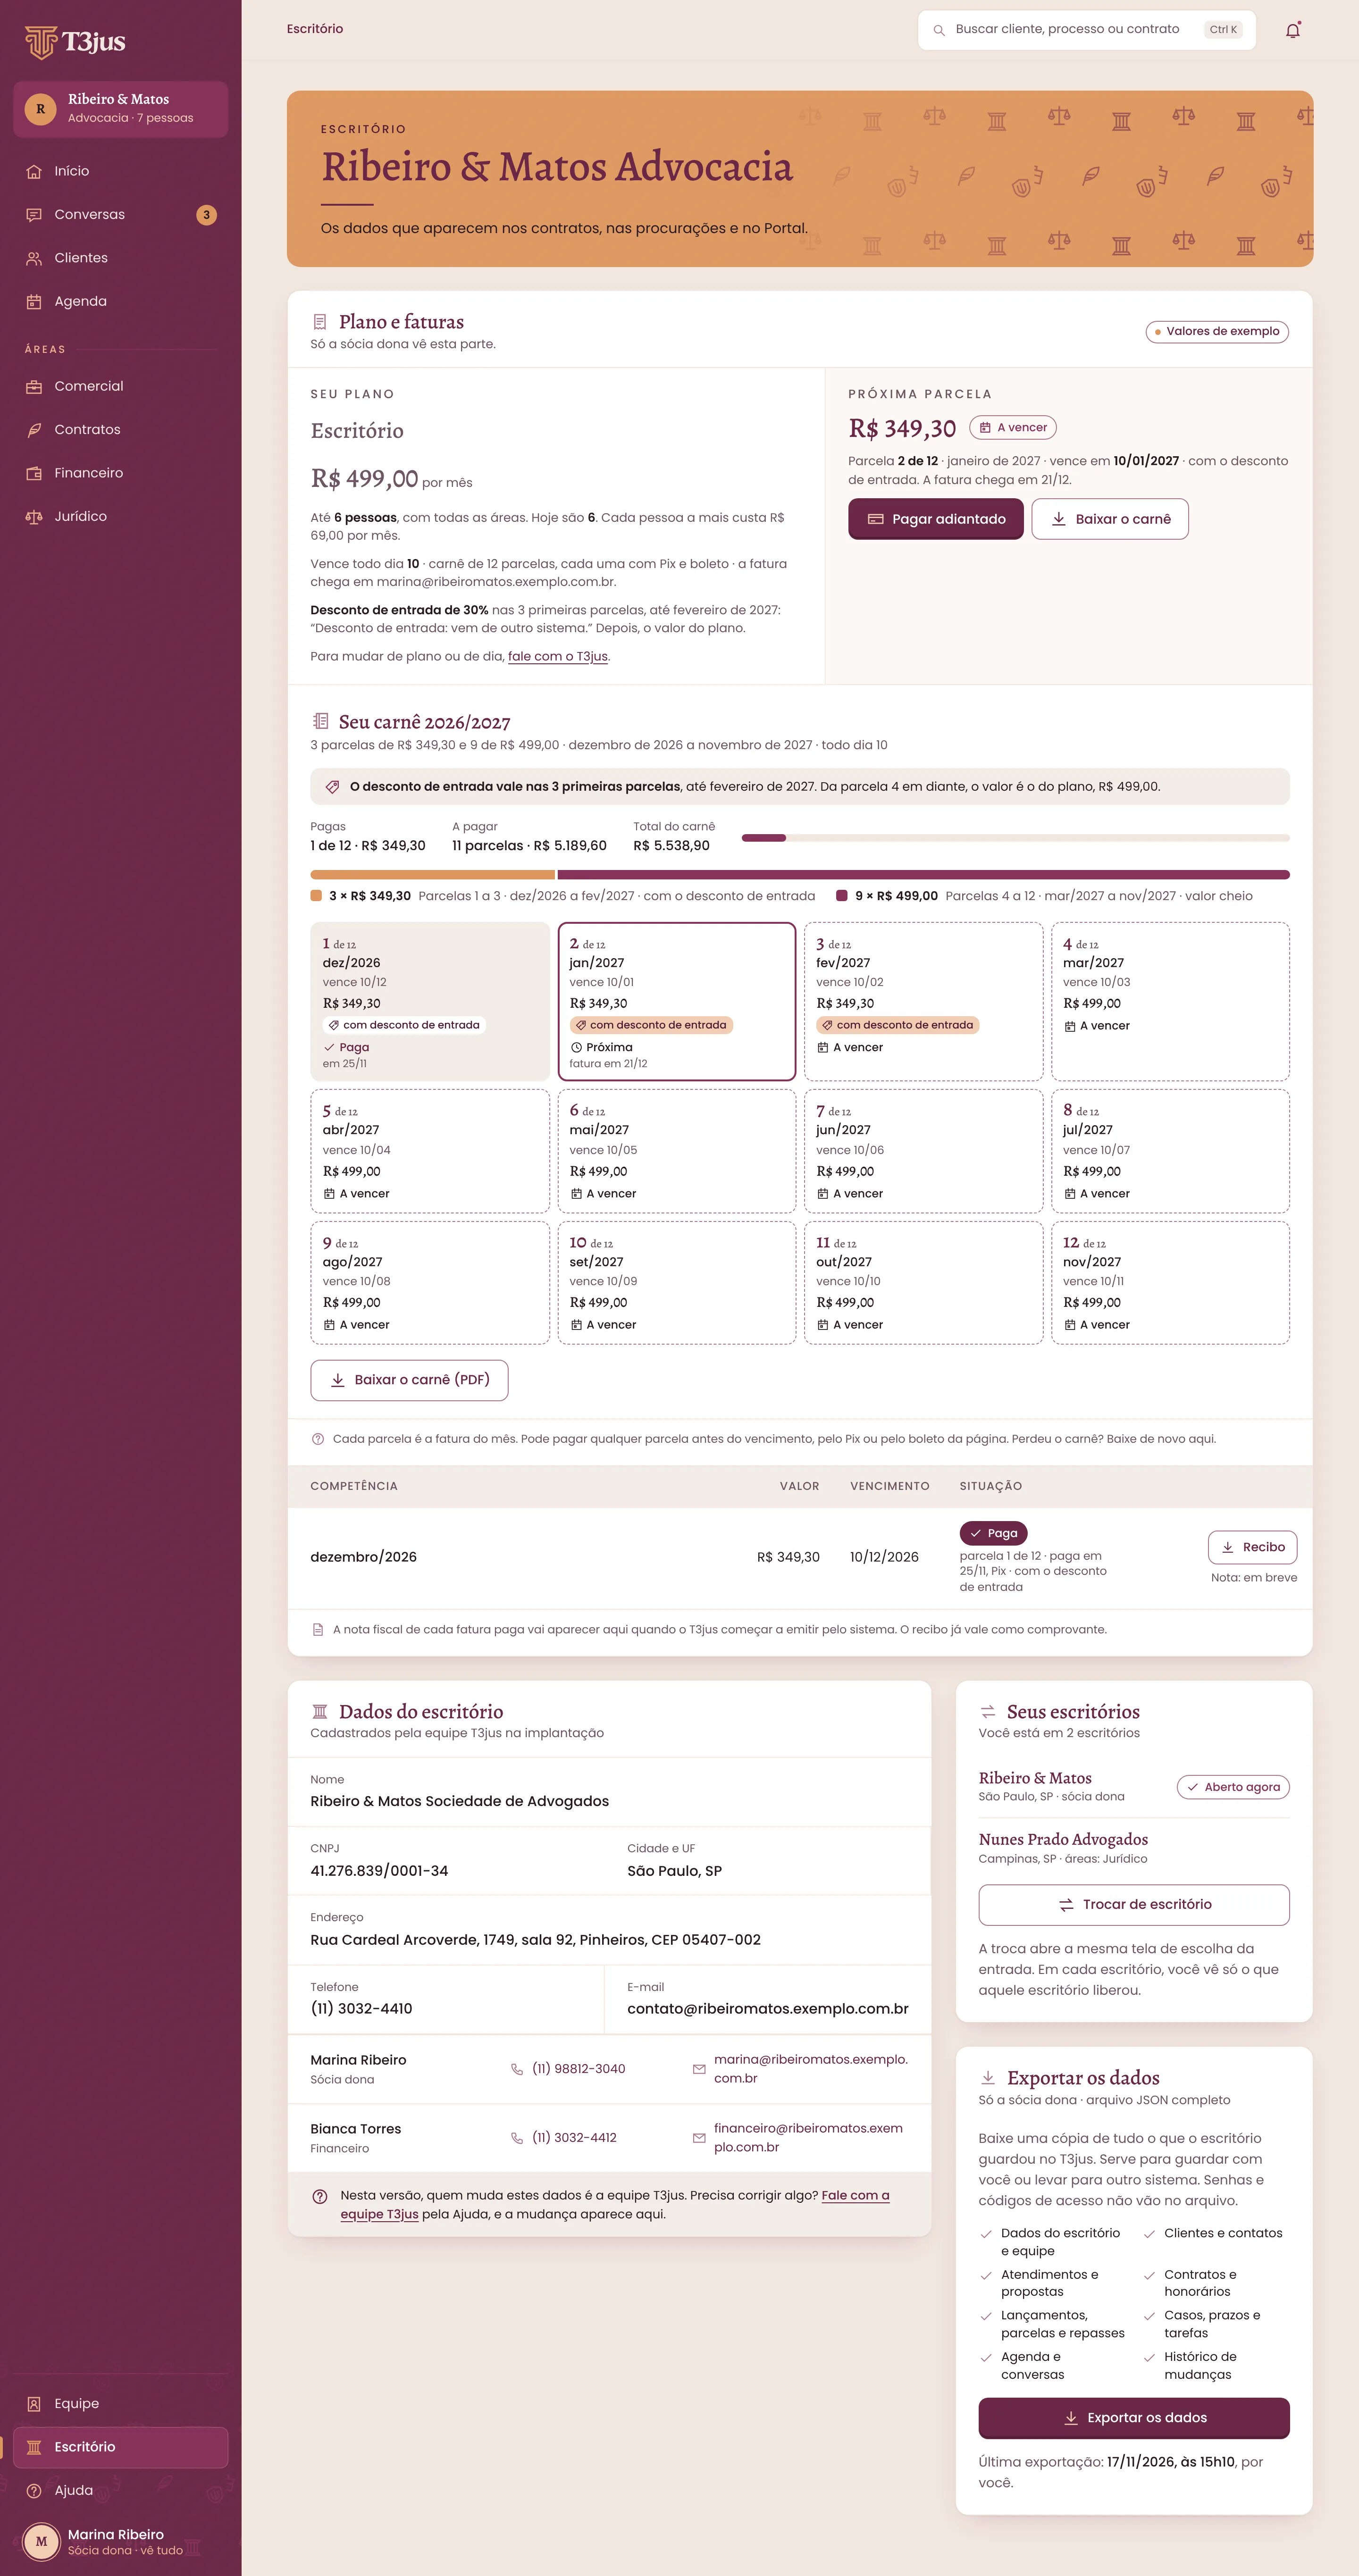 T3jus
R
Ribeiro & Matos
Advocacia · 7 pessoas
Início
Conversas
3
Clientes
Agenda
ÁREAS
Comercial
Contratos
Financeiro
Jurídico
Equipe
Escritório
Ajuda
M
Marina Ribeiro
Sócia dona · vê tudo
Escritório
Buscar cliente, processo ou contrato
Ctrl K
ESCRITÓRIO
Ribeiro & Matos Advocacia
Os dados que aparecem nos contratos, nas procurações e no Portal.
Plano e faturas
Só a sócia dona vê esta parte.
Valores de exemplo
SEU PLANO
Escritório
R$ 499,00 por mês
Até 6 pessoas, com todas as áreas. Hoje são 6. Cada pessoa a mais custa R$
69,00 por mês.
Vence todo dia 10 · carnê de 12 parcelas, cada uma com Pix e boleto · a fatura
chega em marina@ribeiromatos.exemplo.com.br.
Desconto de entrada de 30% nas 3 primeiras parcelas, até fevereiro de 2027:
“Desconto de entrada: vem de outro sistema.” Depois, o valor do plano.
Para mudar de plano ou de dia, fale com o T3jus.
PRÓXIMA PARCELA
R$ 349,30
A vencer
Parcela 2 de 12 · janeiro de 2027 · vence em 10/01/2027 · com o desconto
de entrada. A fatura chega em 21/12.
Pagar adiantado
Baixar o carnê
Seu carnê 2026/2027
3 parcelas de R$ 349,30 e 9 de R$ 499,00 · dezembro de 2026 a novembro de 2027 · todo dia 10
O desconto de entrada vale nas 3 primeiras parcelas, até fevereiro de 2027. Da parcela 4 em diante, o valor é o do plano, R$ 499,00.
Pagas
1 de 12 · R$ 349,30
A pagar
11 parcelas · R$ 5.189,60
Total do carnê
R$ 5.538,90
3 × R$ 349,30 Parcelas 1 a 3 · dez/2026 a fev/2027 · com o desconto de entrada
9 × R$ 499,00 Parcelas 4 a 12 · mar/2027 a nov/2027 · valor cheio
1 de 12
dez/2026
vence 10/12
R$ 349,30
com desconto de entrada
Paga
em 25/11
2 de 12
jan/2027
vence 10/01
R$ 349,30
com desconto de entrada
Próxima
fatura em 21/12
3 de 12
fev/2027
vence 10/02
R$ 349,30
com desconto de entrada
A vencer
4 de 12
mar/2027
vence 10/03
R$ 499,00
A vencer
5 de 12
abr/2027
vence 10/04
R$ 499,00
A vencer
6 de 12
mai/2027
vence 10/05
R$ 499,00
A vencer
7 de 12
jun/2027
vence 10/06
R$ 499,00
A vencer
8 de 12
jul/2027
vence 10/07
R$ 499,00
A vencer
9 de 12
ago/2027
vence 10/08
R$ 499,00
A vencer
10 de 12
set/2027
vence 10/09
R$ 499,00
A vencer
11 de 12
out/2027
vence 10/10
R$ 499,00
A vencer
12 de 12
nov/2027
vence 10/11
R$ 499,00
A vencer
Baixar o carnê (PDF)
Cada parcela é a fatura do mês. Pode pagar qualquer parcela antes do vencimento, pelo Pix ou pelo boleto da página. Perdeu o carnê? Baixe de novo aqui.
COMPETÊNCIA VALOR VENCIMENTO SITUAÇÃO
dezembro/2026
R$ 349,30
10/12/2026
Paga
parcela 1 de 12 · paga em
25/11, Pix · com o desconto
de entrada
Recibo
Nota: em breve
A nota fiscal de cada fatura paga vai aparecer aqui quando o T3jus começar a emitir pelo sistema. O recibo já vale como comprovante.
Dados do escritório
Cadastrados pela equipe T3jus na implantação
Nome
Ribeiro & Matos Sociedade de Advogados
CNPJ
41.276.839/0001-34
Cidade e UF
São Paulo, SP
Endereço
Rua Cardeal Arcoverde, 1749, sala 92, Pinheiros, CEP 05407-002
Telefone
(11) 3032-4410
E-mail
contato@ribeiromatos.exemplo.com.br
Marina Ribeiro
Sócia dona
(11) 98812-3040
marina@ribeiromatos.exemplo.
com.br
Bianca Torres
Financeiro
(11) 3032-4412
financeiro@ribeiromatos.exem
plo.com.br
Nesta versão, quem muda estes dados é a equipe T3jus. Precisa corrigir algo? Fale com a
equipe T3jus pela Ajuda, e a mudança aparece aqui.
Seus escritórios
Você está em 2 escritórios
Ribeiro & Matos
São Paulo, SP · sócia dona
Aberto agora
Nunes Prado Advogados
Campinas, SP · áreas: Jurídico
Trocar de escritório
A troca abre a mesma tela de escolha da
entrada. Em cada escritório, você vê só o que
aquele escritório liberou.
Exportar os dados
Só a sócia dona · arquivo JSON completo
Baixe uma cópia de tudo o que o escritório
guardou no T3jus. Serve para guardar com
você ou levar para outro sistema. Senhas e
códigos de acesso não vão no arquivo.
Dados do escritório
e equipe
Clientes e contatos
Atendimentos e
propostas
Contratos e
honorários
Lançamentos,
parcelas e repasses
Casos, prazos e
tarefas
Agenda e
conversas
Histórico de
mudanças
Exportar os dados
Última exportação: 17/11/2026, às 15h10, por
você.